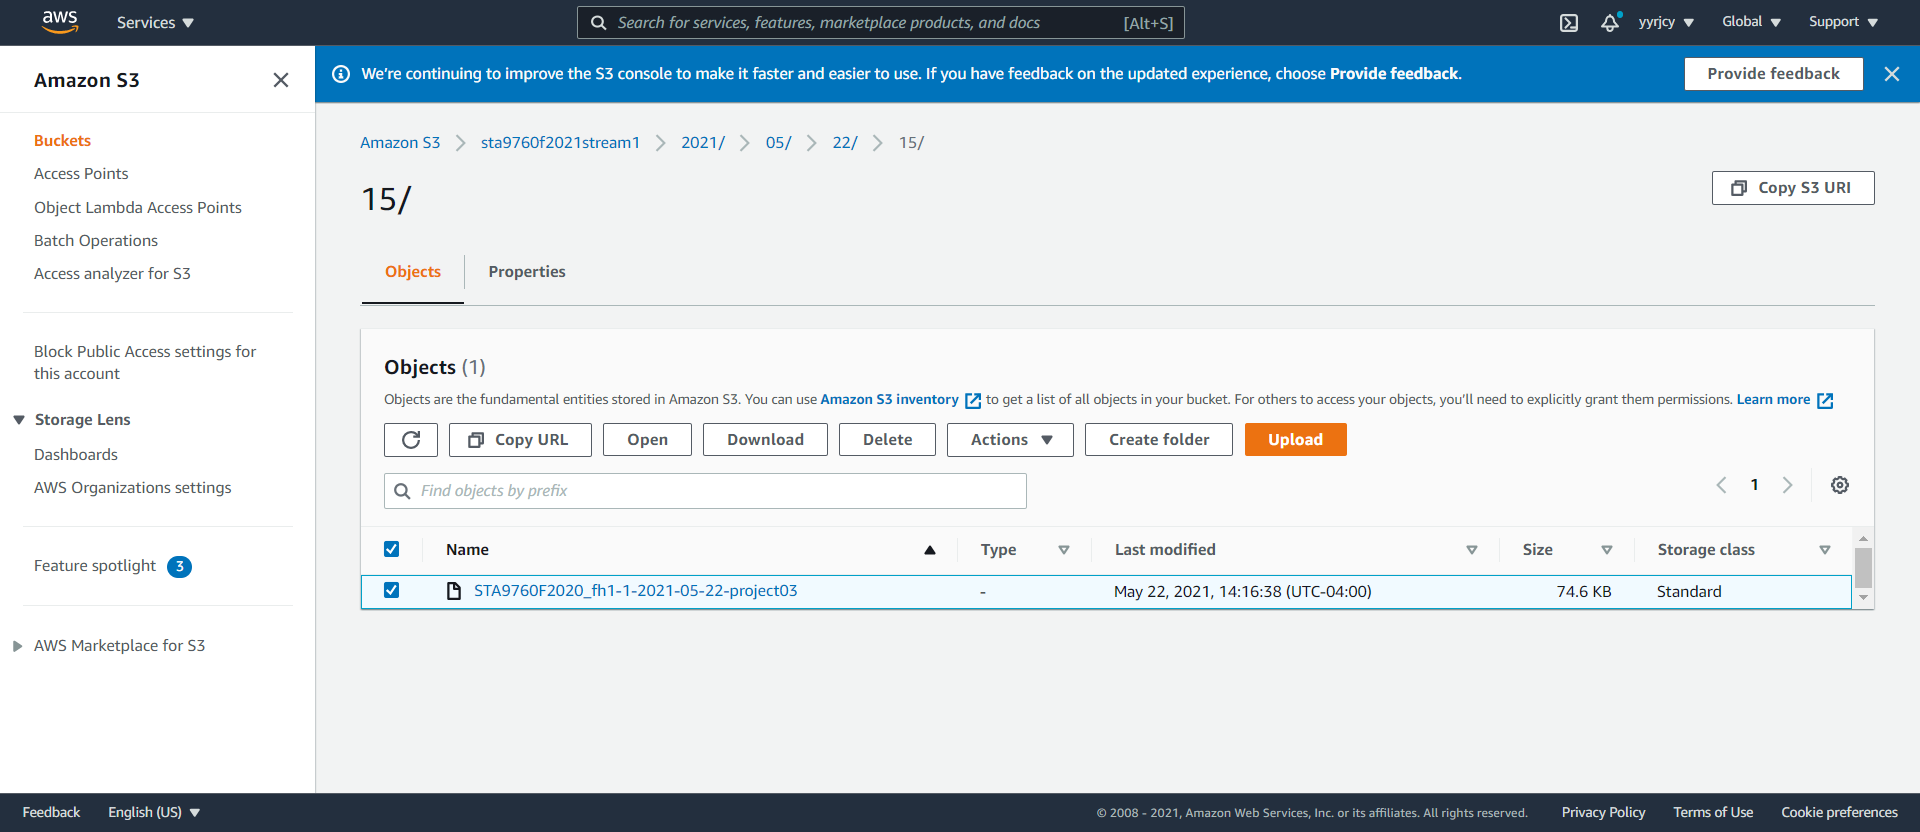 aws Services Search for services, features, marketplace products, and docs [Alt+S] yyrjcy Global Support
Amazon S3
We're continuing to improve the S3 console to make it faster and easier to use. If you have feedback on the updated experience, choose Provide feedback. Provide feedback
Buckets
Access Points
Object Lambda Access Points
Batch Operations
Access analyzer for S3
Block Public Access settings for
this account
Storage Lens
Dashboards
AWS Organizations settings
Feature spotlight 3
AWS Marketplace for S3
Amazon S3 sta9760f2021stream1 2021/ 05/ 22/ 15/
15/
Copy S3 URI
Objects Properties
Objects (1)
Objects are the fundamental entities stored in Amazon S3. You can use Amazon S3 inventory to get a list of all objects in your bucket. For others to access your objects, you'll need to explicitly grant them permissions. Learn more
Copy URL Open Download Delete Actions Create folder Upload
Find objects by prefix
1
Name Type Last modified Size Storage class
STA9760F2020_fh1-1-2021-05-22-project03 - May 22, 2021, 14:16:38 (UTC-04:00) 74.6 KB Standard
Feedback English (US) © 2008 - 2021, Amazon Web Services, Inc. or its affiliates. All rights reserved. Privacy Policy Terms of Use Cookie preferences